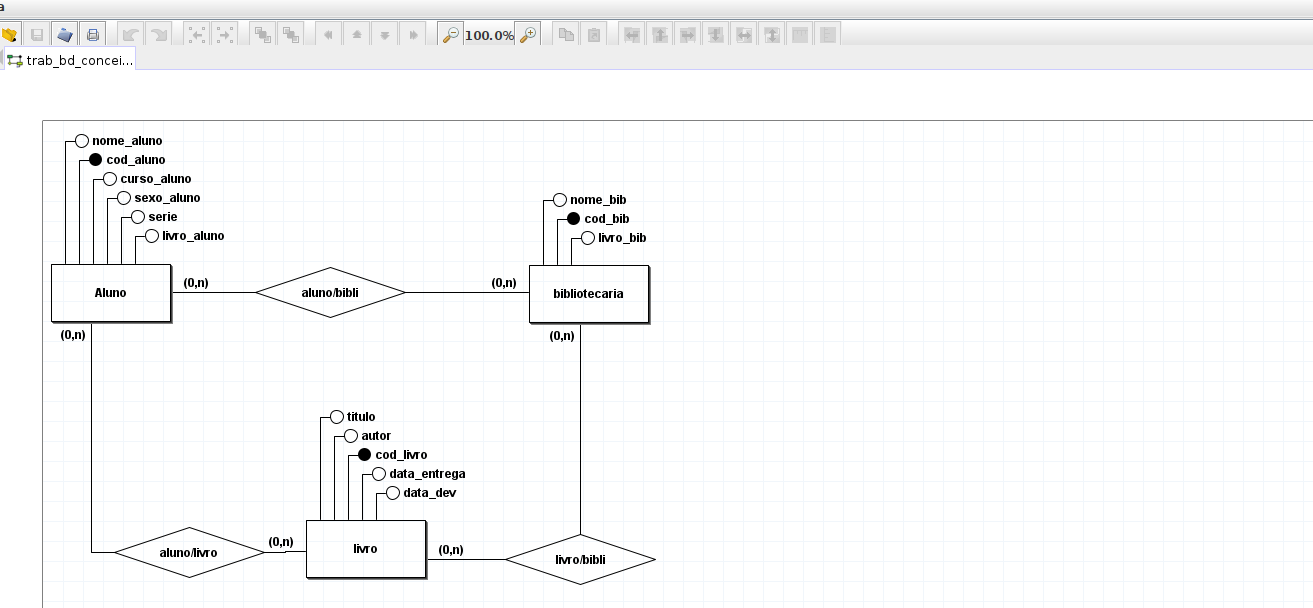 a
100.0%
trab_bd_concei...
nome_aluno
cod_aluno
curso_aluno
sexo_aluno
serie
livro_aluno
nome_bib
cod_bib
livro_bib
Aluno
(0,n)
aluno/bibli
(0,n)
bibliotecaria
(0,n)
(0,n)
titulo
autor
cod_livro
data_entrega
data_dev
aluno/livro
(0,n)
livro
(0,n)
livro/bibli